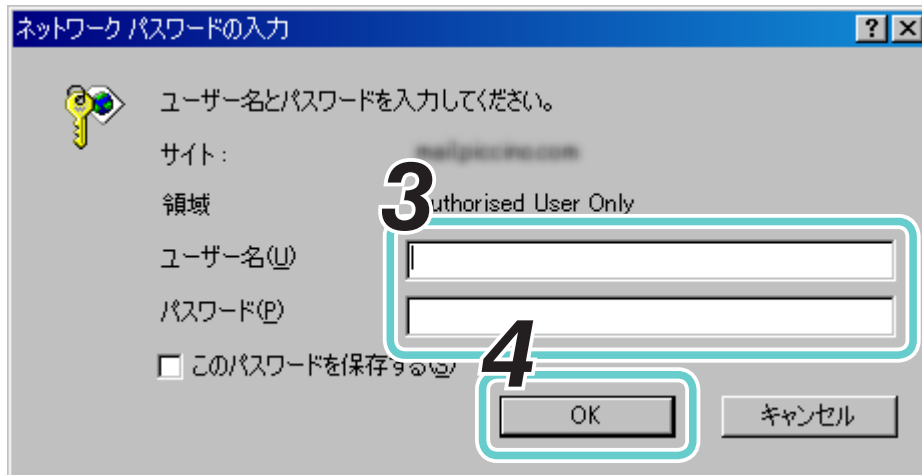 ネットワーク パスワードの入力
ユーザー名とパスワードを入力してください。
サイト :
領域 uthorised User Only
3
ユーザー名(U)
パスワード(P)
このパスワードを保存する(S)
4
OK キャンセル